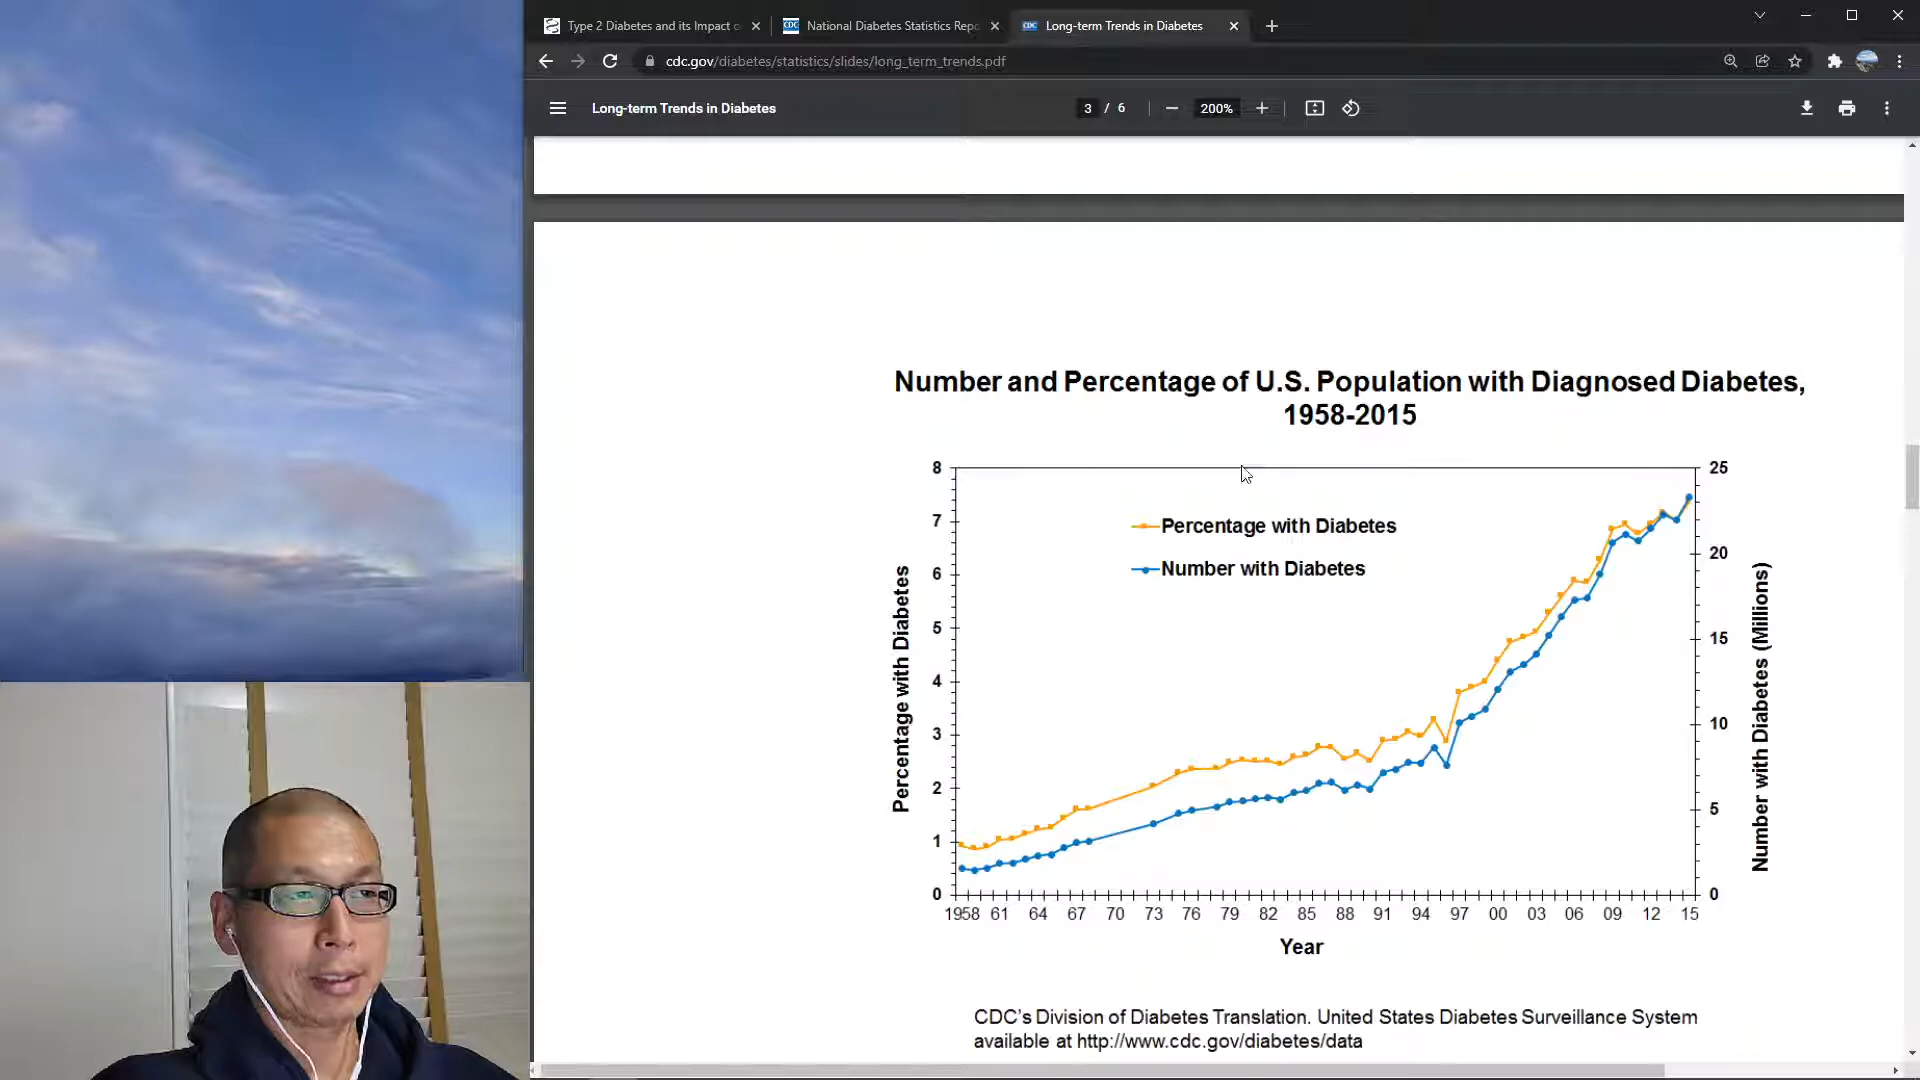 Type 2 Diabetes and its Impact o
National Diabetes Statistics Repo
Long-term Trends in Diabetes
cdc.gov/diabetes/statistics/slides/long_term_trends.pdf
Long-term Trends in Diabetes
3 / 6
200%
Number and Percentage of U.S. Population with Diagnosed Diabetes,
1958-2015
Percentage with Diabetes
8
7
6
5
4
3
2
1
0
Percentage with Diabetes
Number with Diabetes
25
20
15
10
5
0
Number with Diabetes (Millions)
1958 61 64 67 70 73 76 79 82 85 88 91 94 97 00 03 06 09 12 15
Year
CDC's Division of Diabetes Translation. United States Diabetes Surveillance System
available at http://www.cdc.gov/diabetes/data